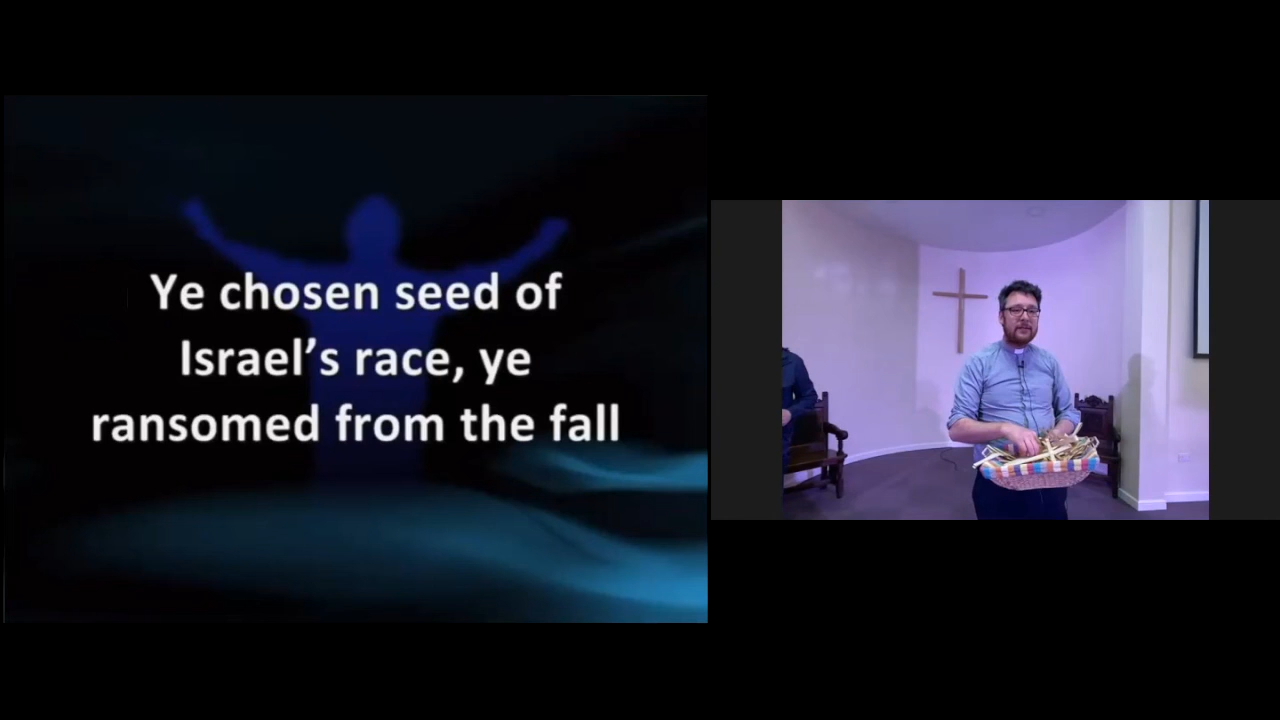 Ye chosen seed of
Israel’s race, ye
ransomed from the fall